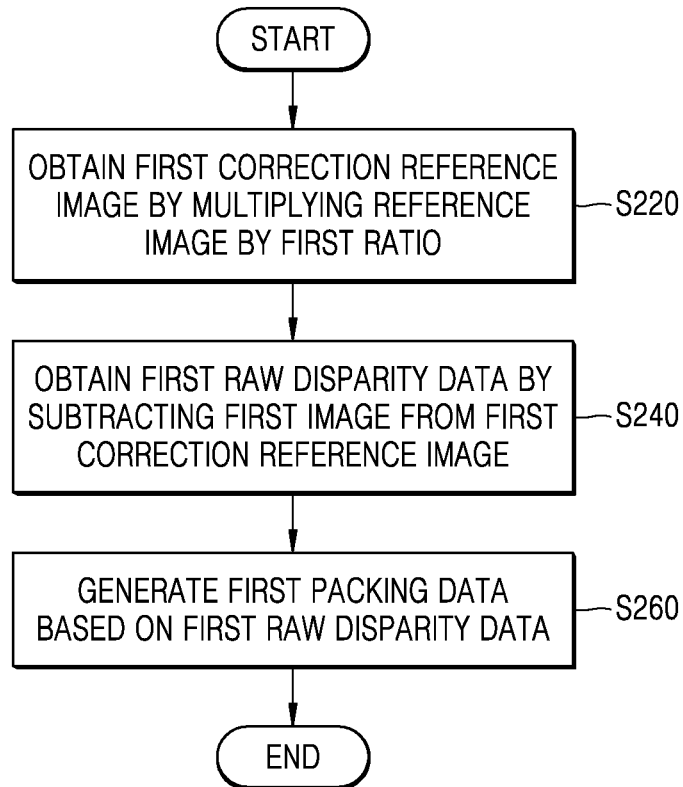 START
OBTAIN FIRST CORRECTION REFERENCE
IMAGE BY MULTIPLYING REFERENCE
IMAGE BY FIRST RATIO
S220
OBTAIN FIRST RAW DISPARITY DATA BY
SUBTRACTING FIRST IMAGE FROM FIRST
CORRECTION REFERENCE IMAGE
S240
GENERATE FIRST PACKING DATA
BASED ON FIRST RAW DISPARITY DATA
S260
END